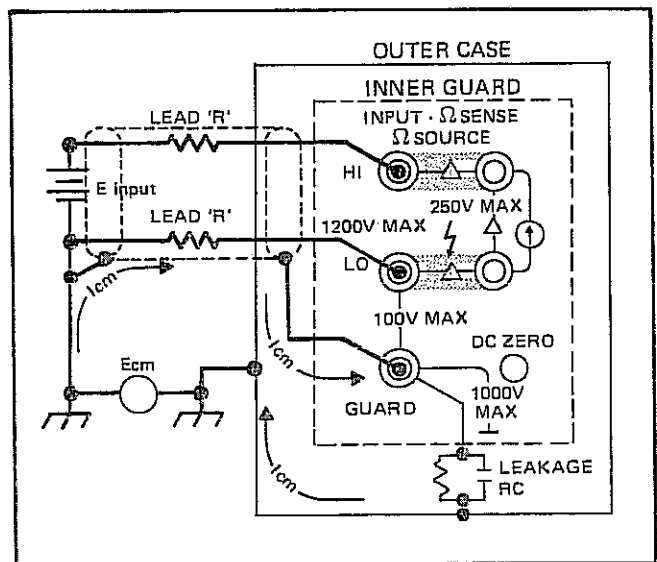 OUTER CASE
INNER GUARD
LEAD 'R'
INPUT · Ω SENSE
Ω SOURCE
HI
E input
LEAD 'R'
1200V MAX
250V MAX
LO
Icm
100V MAX
Icm
DC ZERO
Ecm
1000V
MAX
GUARD
Icm
LEAKAGE
RC